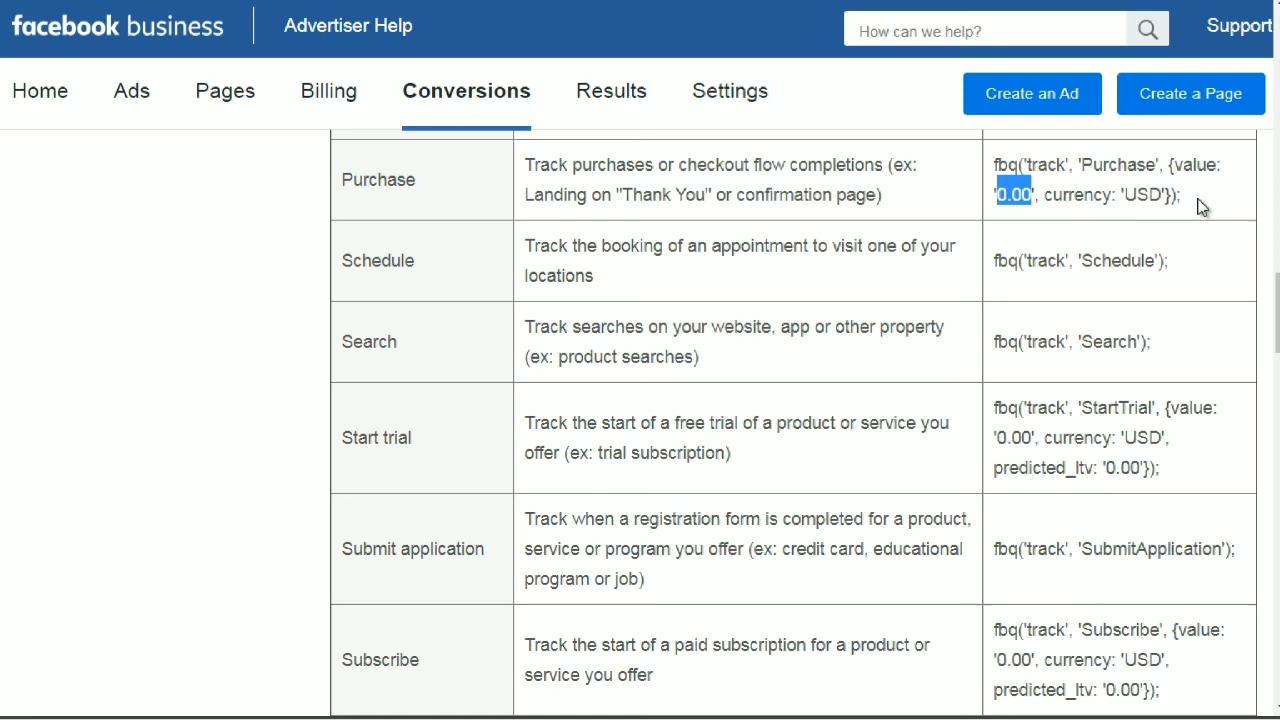 facebook business
Advertiser Help
How can we help?
Support
Home
Ads
Pages
Billing
Conversions
Results
Settings
Create an Ad
Create a Page
Purchase
Track purchases or checkout flow completions (ex:
Landing on "Thank You" or confirmation page)
fbq('track', 'Purchase', {value:
'0.00', currency: 'USD'});
Schedule
Track the booking of an appointment to visit one of your
locations
fbq('track', 'Schedule');
Search
Track searches on your website, app or other property
(ex: product searches)
fbq('track', 'Search');
Start trial
Track the start of a free trial of a product or service you
offer (ex: trial subscription)
fbq('track', 'StartTrial', {value:
'0.00', currency: 'USD',
predicted_ltv: '0.00'});
Submit application
Track when a registration form is completed for a product,
service or program you offer (ex: credit card, educational
program or job)
fbq('track', 'SubmitApplication');
Subscribe
Track the start of a paid subscription for a product or
service you offer
fbq('track', 'Subscribe', {value:
'0.00', currency: 'USD',
predicted_ltv: '0.00'});